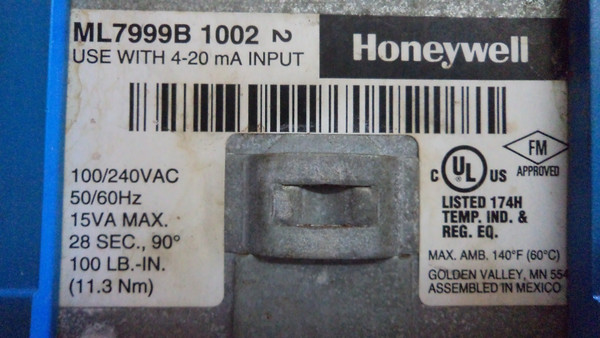 ML7999B 1002 2
USE WITH 4-20 mA INPUT
Honeywell
100/240VAC
50/60Hz
15VA MAX.
28 SEC., 90°
100 LB.-IN.
(11.3 Nm)
C UL US
FM
APPROVED
LISTED 174H
TEMP. IND. &
REG. EQ.
MAX. AMB. 140°F (60°C)
GOLDEN VALLEY, MN 554
ASSEMBLED IN MEXICO